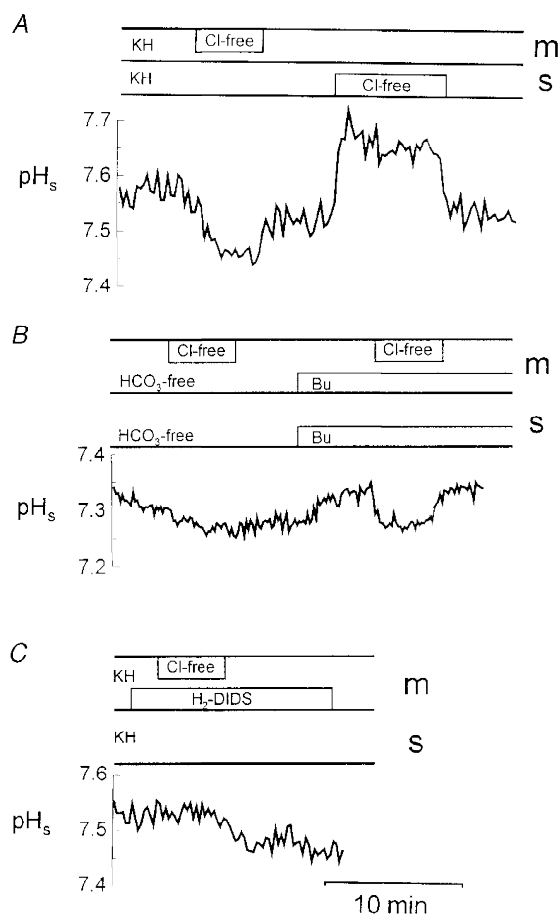 A
KH
Cl-free
m
KH
Cl-free
s
7.7
7.6
pHs
7.5
7.4
B
Cl-free
Cl-free
m
HCO3-free
Bu
s
HCO3-free
Bu
7.4
pHs
7.3
7.2
C
Cl-free
KH
m
H2-DIDS
KH
s
7.6
pHs
7.5
7.4
10 min